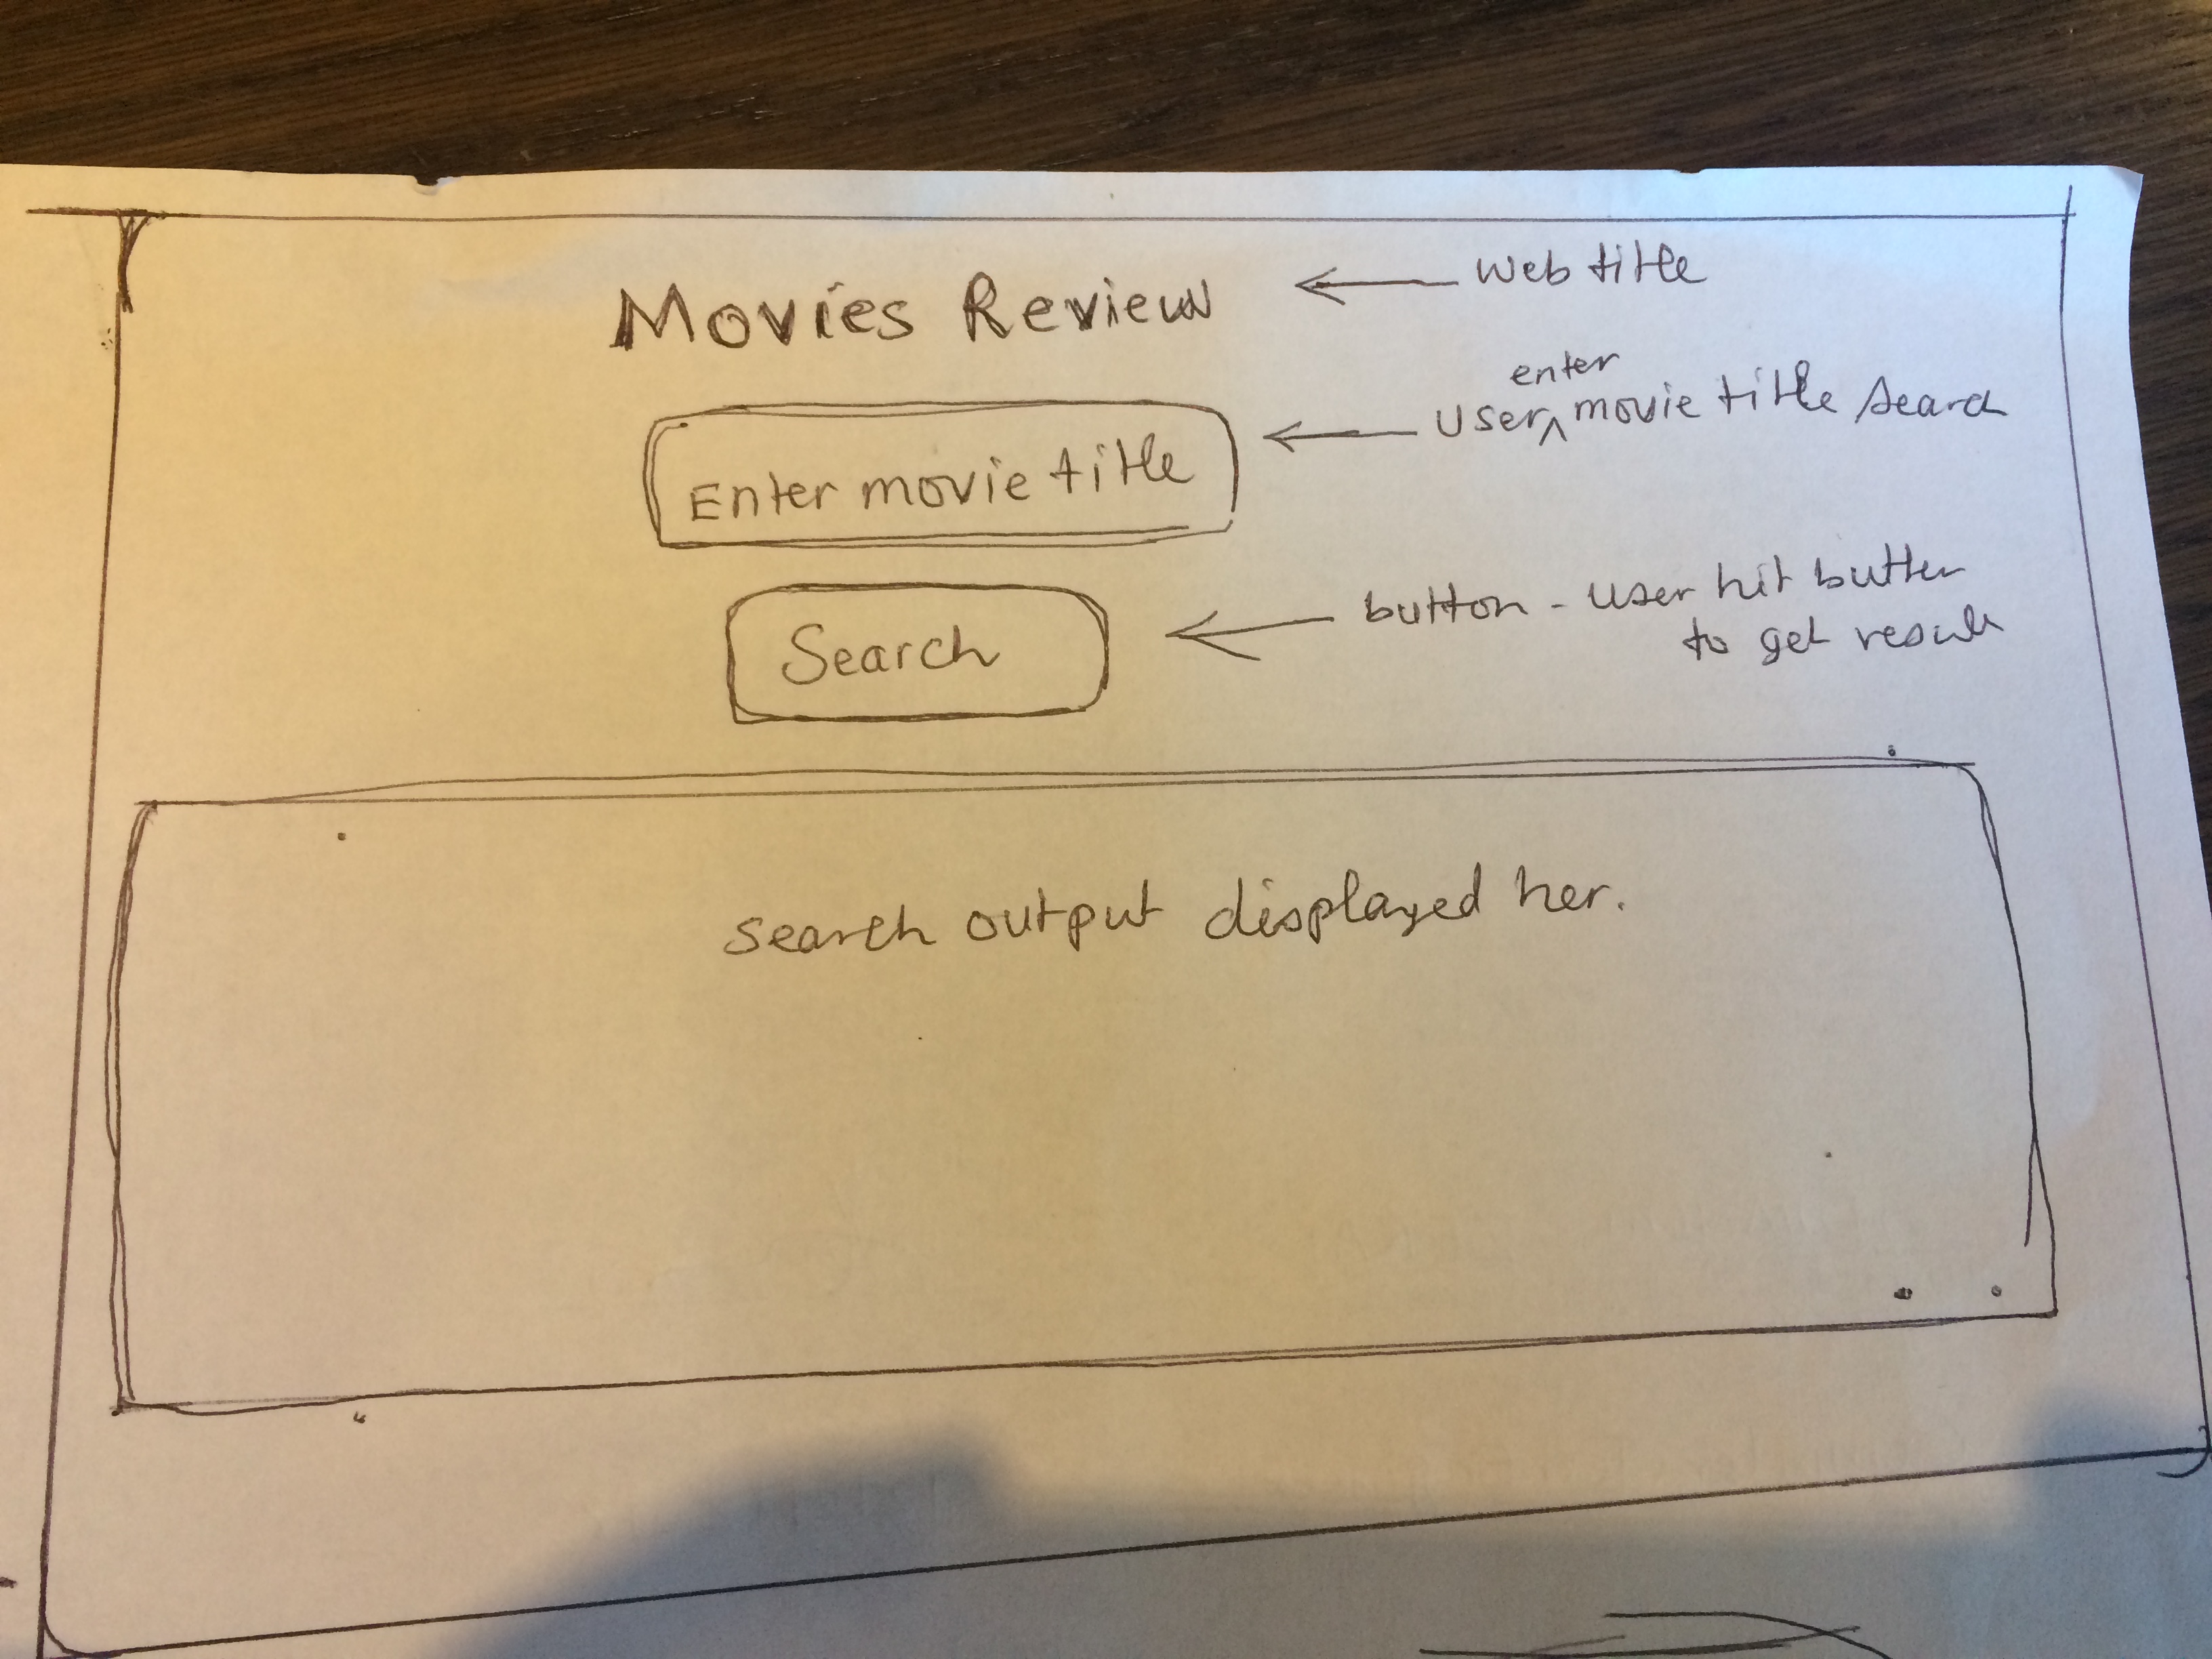 Movies Review ← web title
Enter movie title ← user enter movie title search
Search ← button - user hit button
to get result
Search output displayed her.